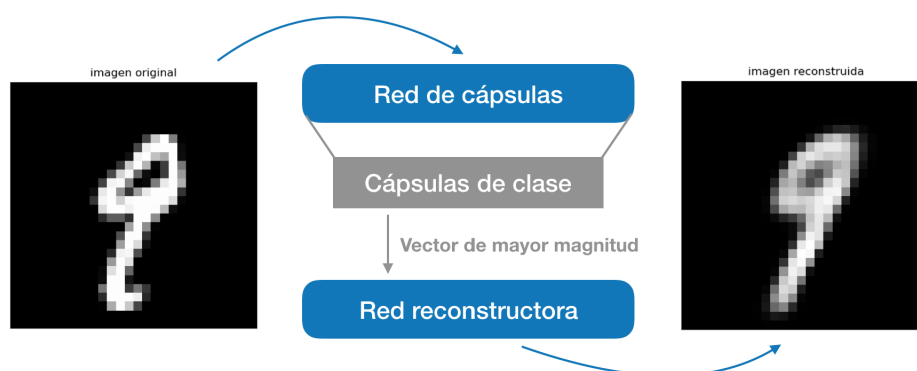 imagen original
Red de cápsulas
imagen reconstruida
Cápsulas de clase
Vector de mayor magnitud
Red reconstructora